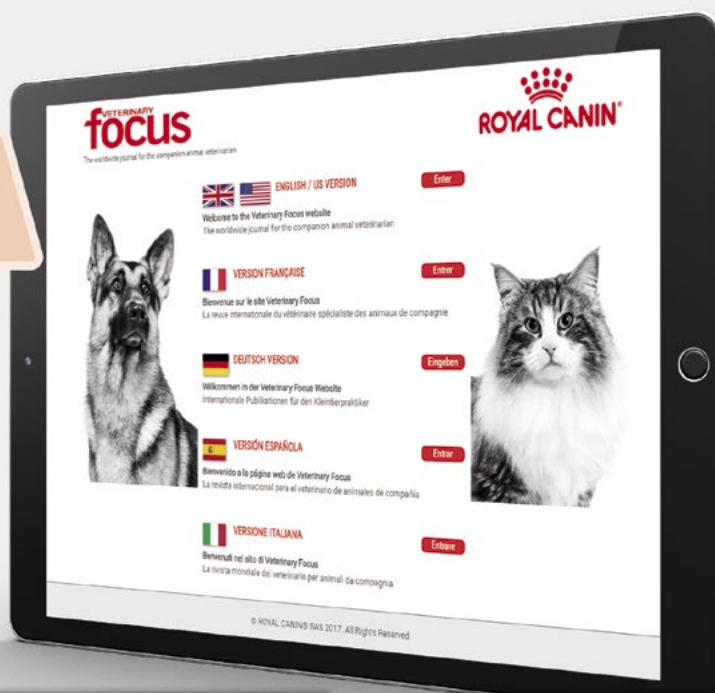 VETERINARY
focus
The worldwide journal for the companion animal veterinarian
ROYAL CANIN®
ENGLISH / US VERSION
Enter
Welcome to the Veterinary Focus website
The worldwide journal for the companion animal veterinarian
VERSION FRANÇAISE
Entrer
Bienvenue sur le site Veterinary Focus
La revue internationale du vétérinaire spécialiste des animaux de compagnie
DEUTSCH VERSION
Eingeben
Willkommen in der Veterinary Focus Website
Internationale Publikationen für den Kleintierpraktiker
VERSIÓN ESPAÑOLA
Entrar
Bienvenido a la página web de Veterinary Focus
La revista internacional para el veterinario de animales de compañía
VERSIONE ITALIANA
Entrare
Benvenuti nel sito di Veterinary Focus
La rivista mondiale del veterinario per animali da compagnia
© ROYAL CANIN® SAS 2017. All Rights Reserved